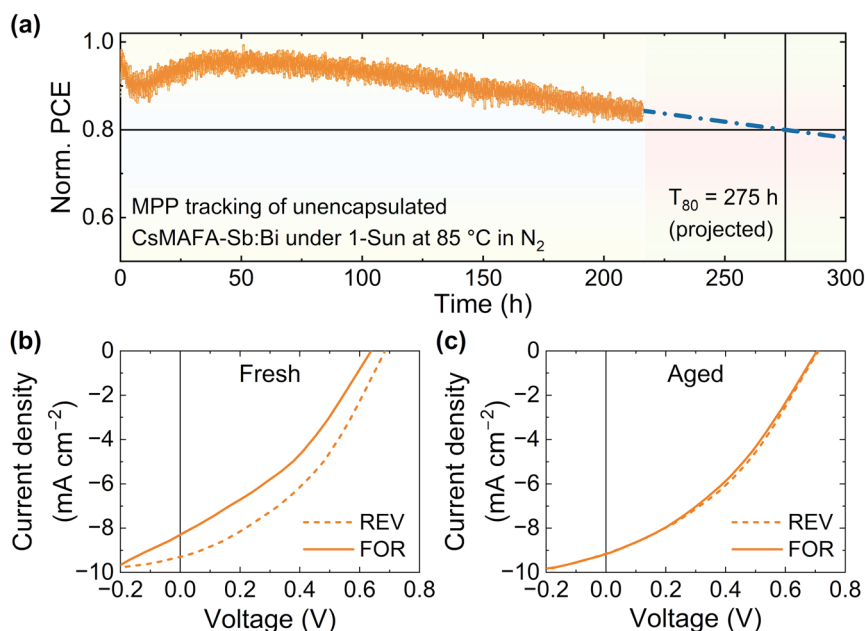 (a)
1.0
0.8
0.6
Norm. PCE
MPP tracking of unencapsulated
CsMAFA-Sb:Bi under 1-Sun at 85 °C in N₂
T₈₀ = 275 h
(projected)
0 50 100 150 200 250 300
Time (h)
(b)
Fresh
0
−2
−4
−6
−8
−10
Current density
(mA cm⁻²)
REV
FOR
−0.2 0.0 0.2 0.4 0.6 0.8
Voltage (V)
(c)
Aged
0
−2
−4
−6
−8
−10
Current density
(mA cm⁻²)
REV
FOR
−0.2 0.0 0.2 0.4 0.6 0.8
Voltage (V)